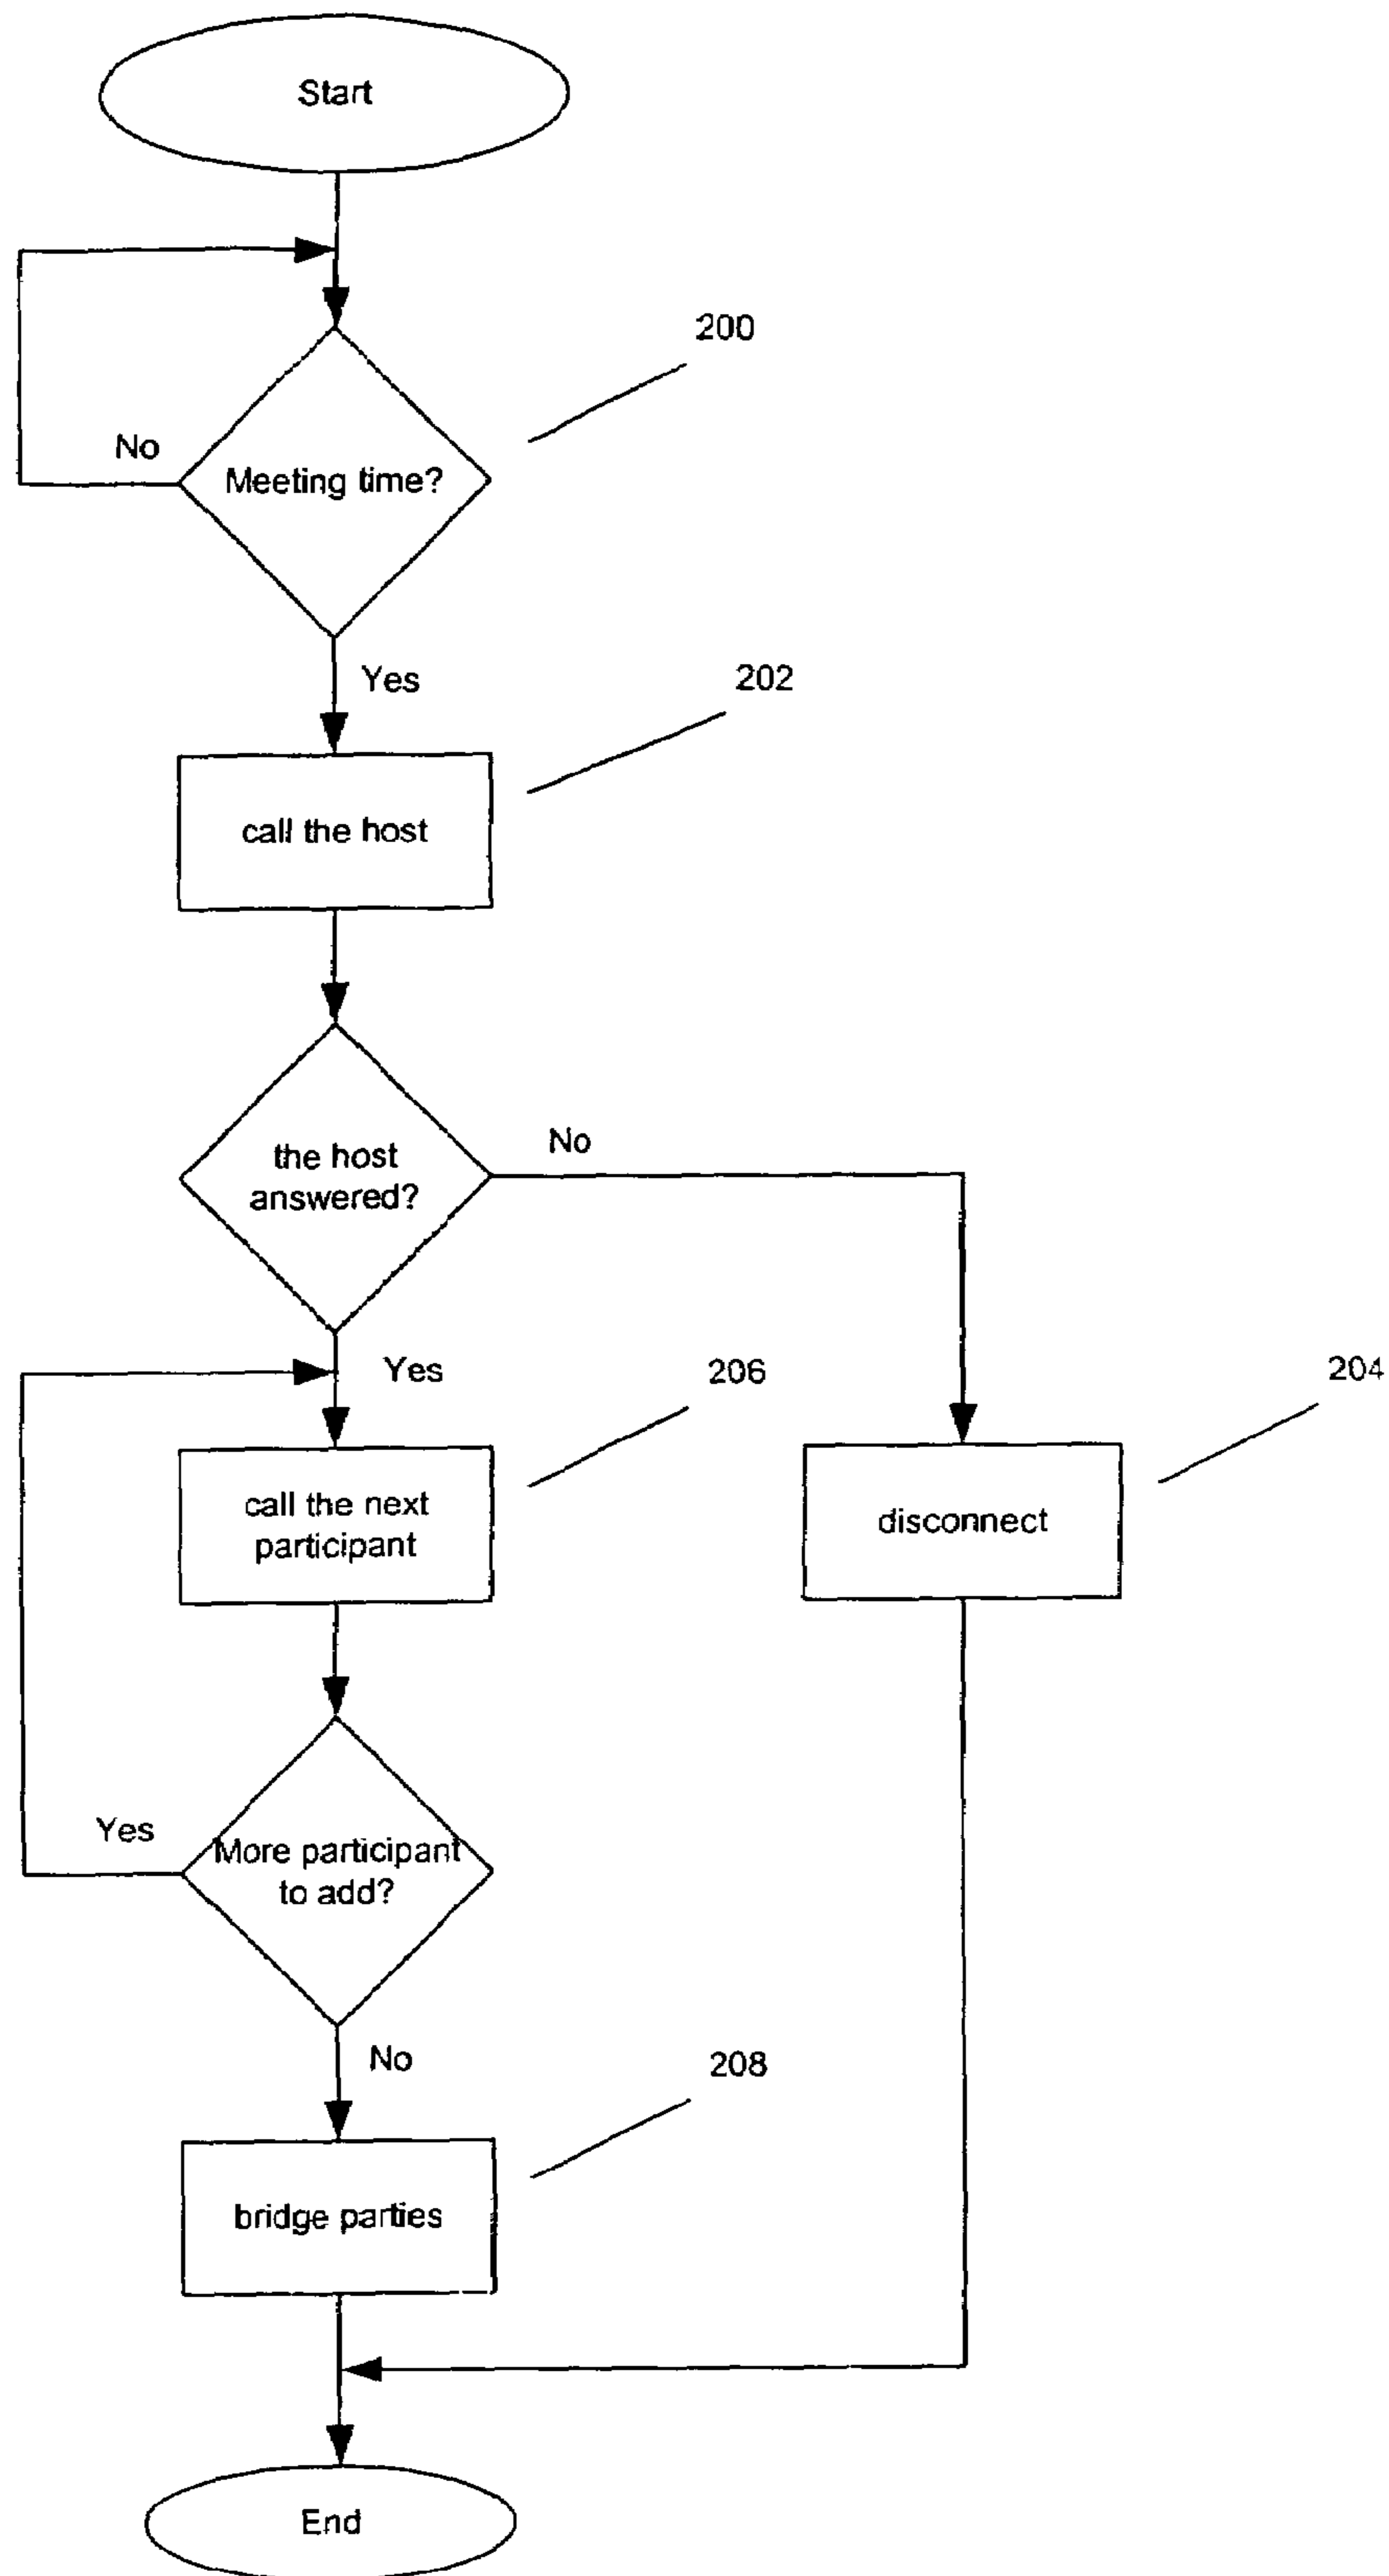 Start
200
No
Meeting time?
Yes
202
call the host
the host
answered?
No
Yes
206
204
call the next
participant
disconnect
Yes
More participant
to add?
No
208
bridge parties
End